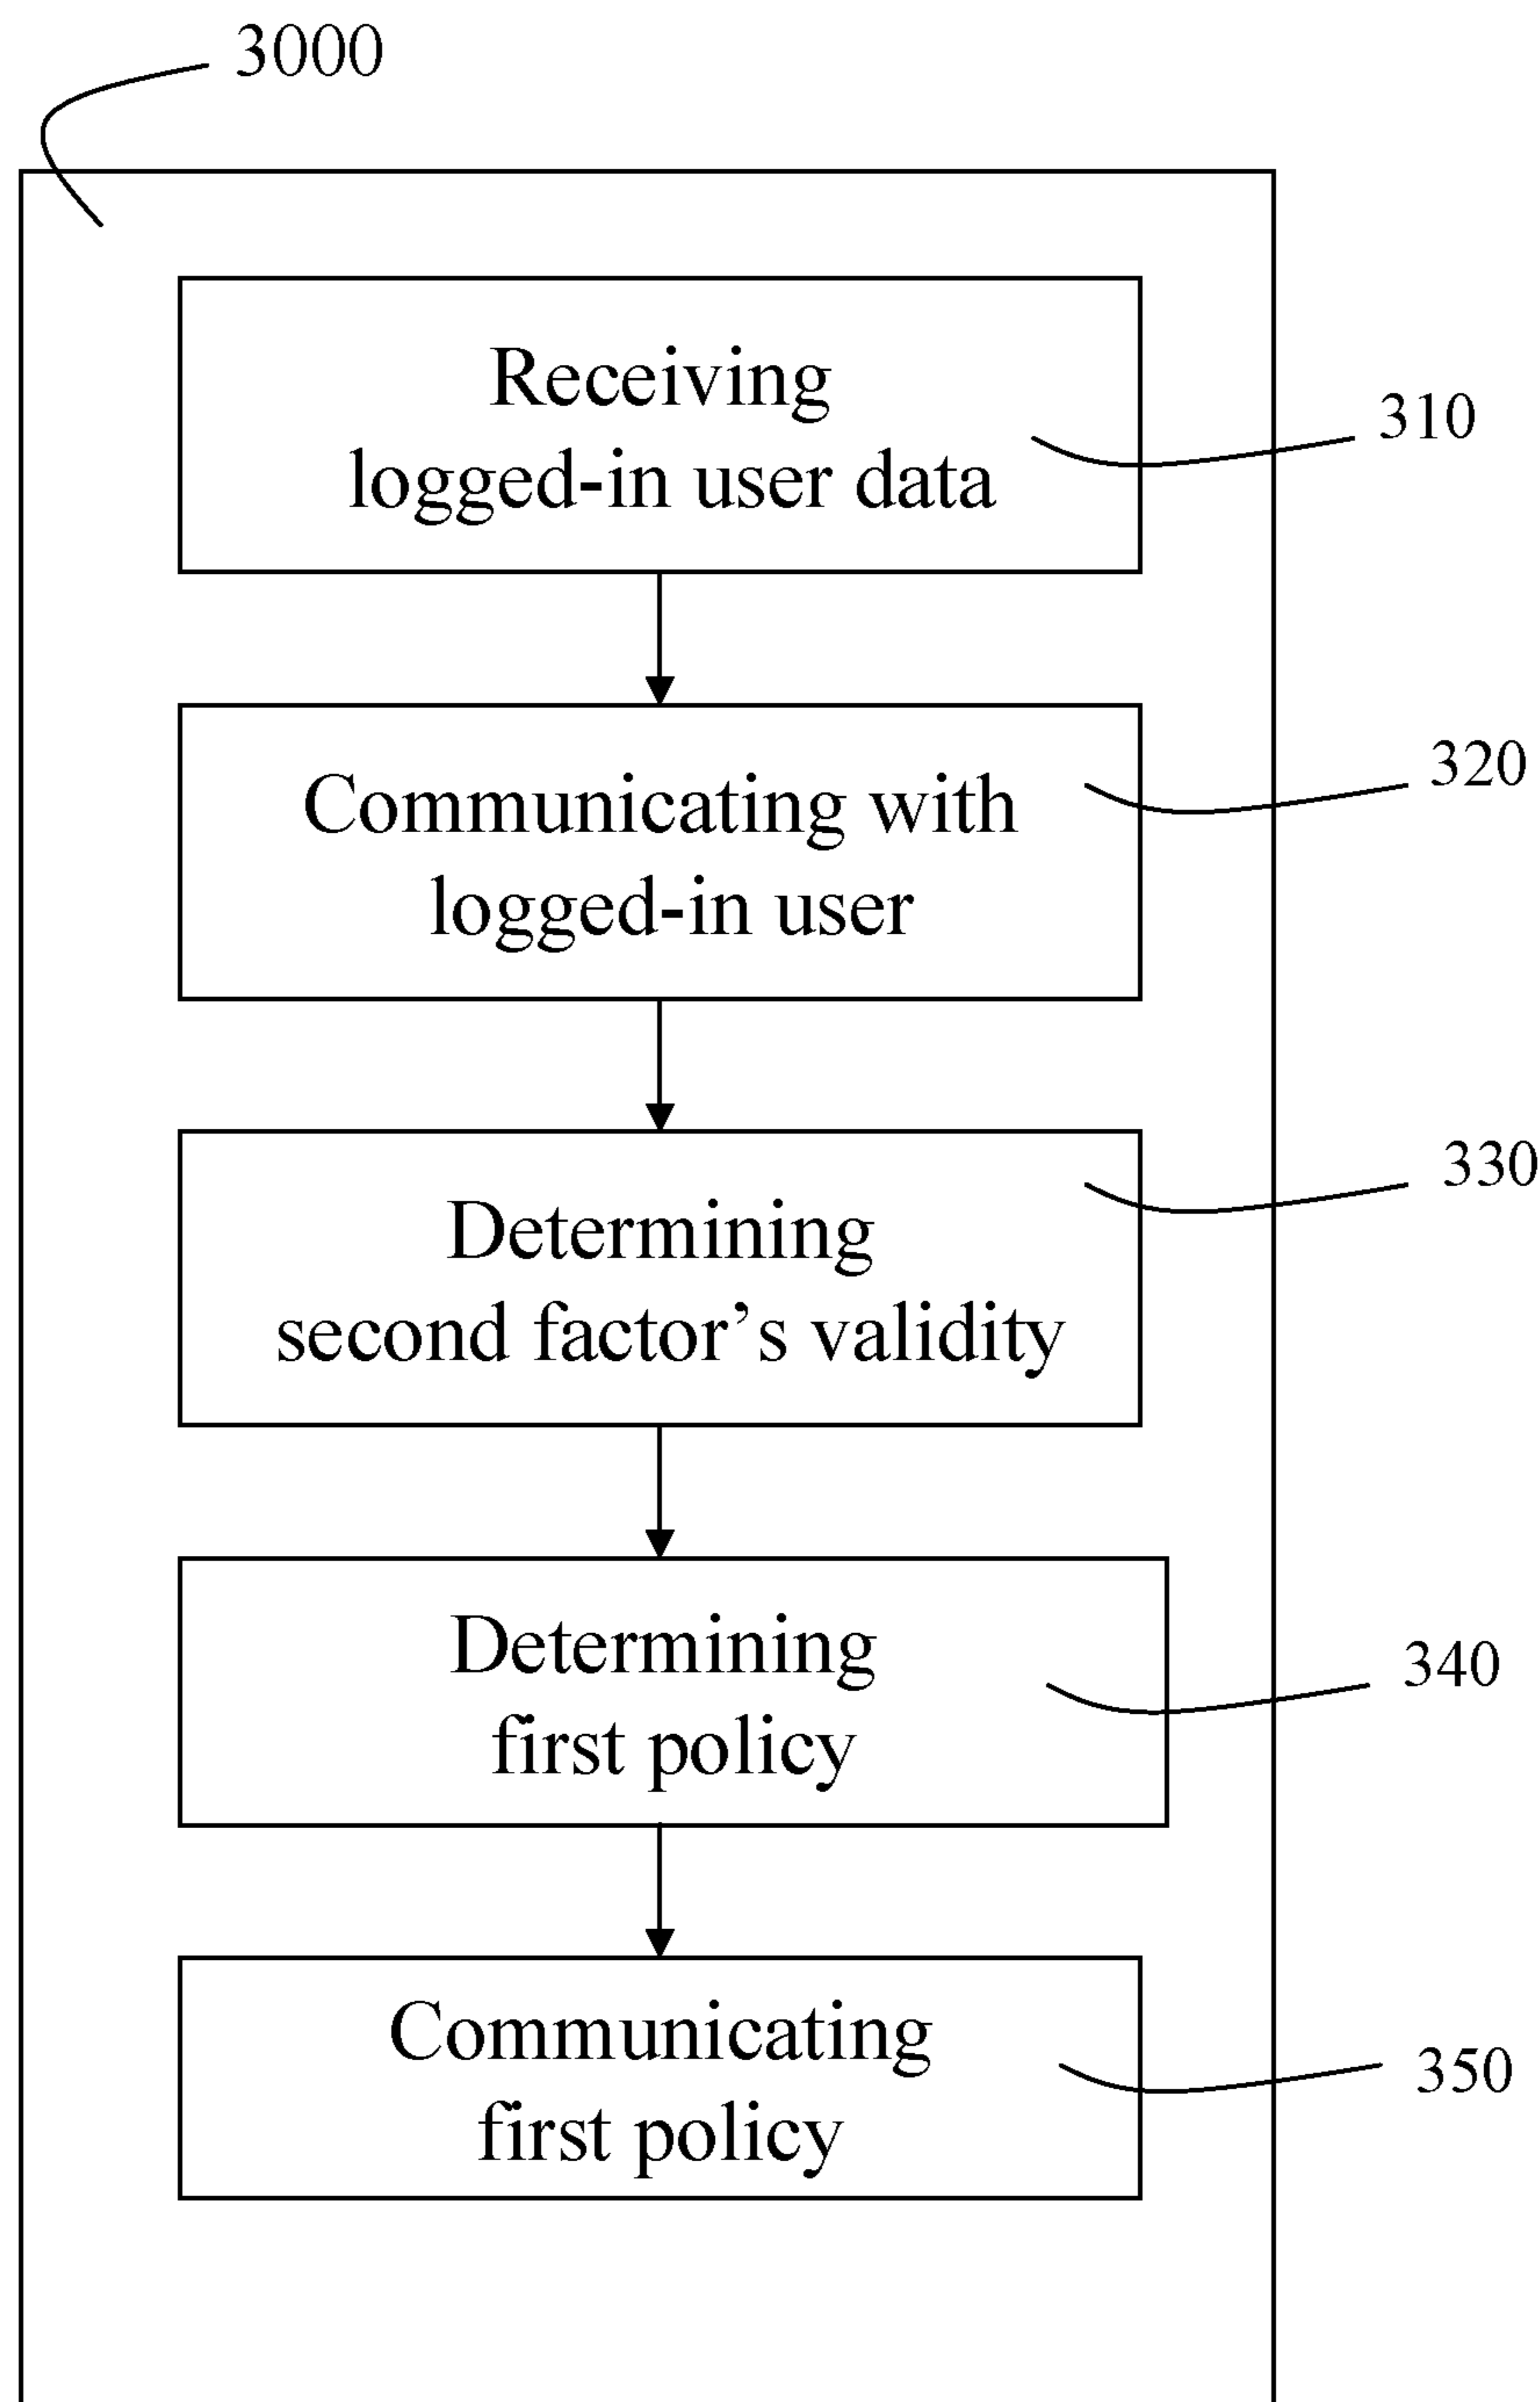 3000
Receiving
logged-in user data
310
Communicating with
logged-in user
320
Determining
second factor’s validity
330
Determining
first policy
340
Communicating
first policy
350